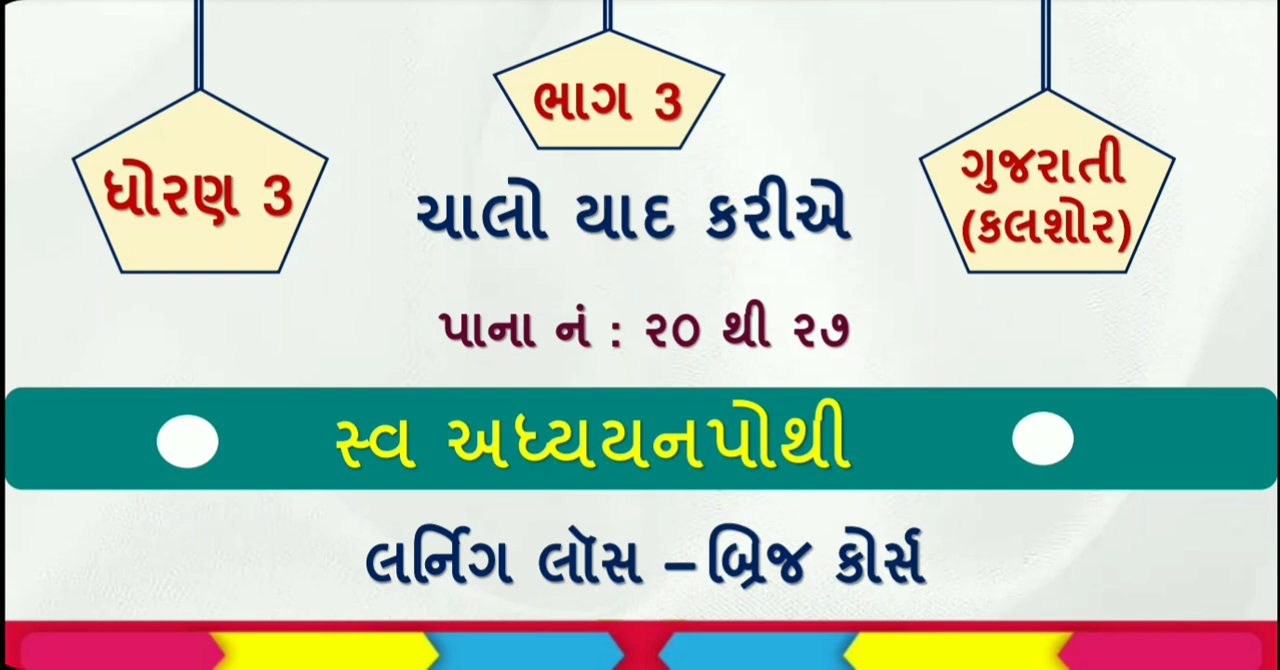 ભાગ 3
ધોરણ 3
ગુજરાતી
(કલશોર)
ચાલો યાદ કરીએ
પાના નં : ૨૦ થી ૨૭
સ્વ અધ્યયનપોથી
લર્નિગ લૉસ – બ્રિજ કોર્સ